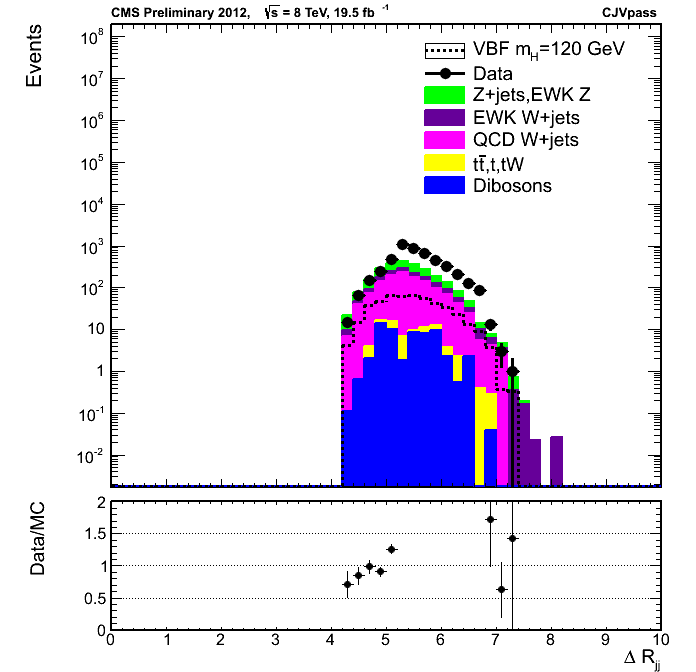 CMS Preliminary 2012, √s = 8 TeV, 19.5 fb⁻¹ CJVpass
Events
10⁸
10⁷
10⁶
10⁵
10⁴
10³
10²
10
1
10⁻¹
10⁻²
VBF m_H=120 GeV
Data
Z+jets,EWK Z
EWK W+jets
QCD W+jets
tt̄,t,tW
Dibosons
Data/MC
2
1.5
1
0.5
0
0 1 2 3 4 5 6 7 8 9 10
Δ R_jj